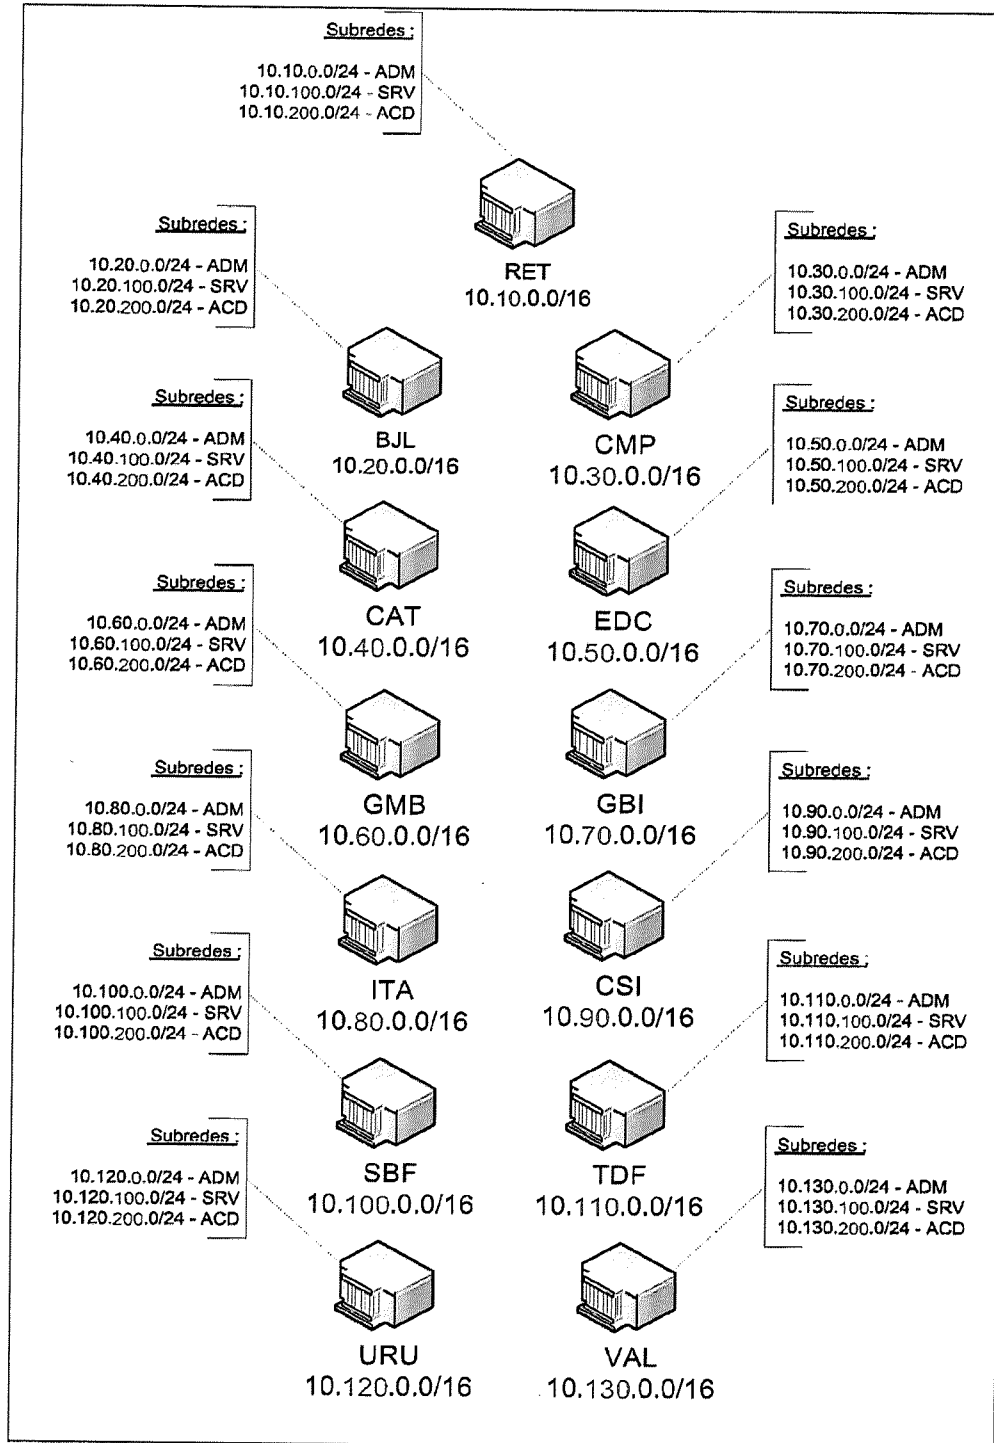 Subredes :
10.10.0.0/24 - ADM
10.10.100.0/24 - SRV
10.10.200.0/24 - ACD
RET
10.10.0.0/16
Subredes :
10.20.0.0/24 - ADM
10.20.100.0/24 - SRV
10.20.200.0/24 - ACD
BJL
10.20.0.0/16
Subredes :
10.30.0.0/24 - ADM
10.30.100.0/24 - SRV
10.30.200.0/24 - ACD
CMP
10.30.0.0/16
Subredes :
10.40.0.0/24 - ADM
10.40.100.0/24 - SRV
10.40.200.0/24 - ACD
CAT
10.40.0.0/16
Subredes :
10.50.0.0/24 - ADM
10.50.100.0/24 - SRV
10.50.200.0/24 - ACD
EDC
10.50.0.0/16
Subredes :
10.60.0.0/24 - ADM
10.60.100.0/24 - SRV
10.60.200.0/24 - ACD
GMB
10.60.0.0/16
Subredes :
10.70.0.0/24 - ADM
10.70.100.0/24 - SRV
10.70.200.0/24 - ACD
GBI
10.70.0.0/16
Subredes :
10.80.0.0/24 - ADM
10.80.100.0/24 - SRV
10.80.200.0/24 - ACD
ITA
10.80.0.0/16
Subredes :
10.90.0.0/24 - ADM
10.90.100.0/24 - SRV
10.90.200.0/24 - ACD
CSI
10.90.0.0/16
Subredes :
10.100.0.0/24 - ADM
10.100.100.0/24 - SRV
10.100.200.0/24 - ACD
SBF
10.100.0.0/16
Subredes :
10.110.0.0/24 - ADM
10.110.100.0/24 - SRV
10.110.200.0/24 - ACD
TDF
10.110.0.0/16
Subredes :
10.120.0.0/24 - ADM
10.120.100.0/24 - SRV
10.120.200.0/24 - ACD
URU
10.120.0.0/16
Subredes :
10.130.0.0/24 - ADM
10.130.100.0/24 - SRV
10.130.200.0/24 - ACD
VAL
10.130.0.0/16